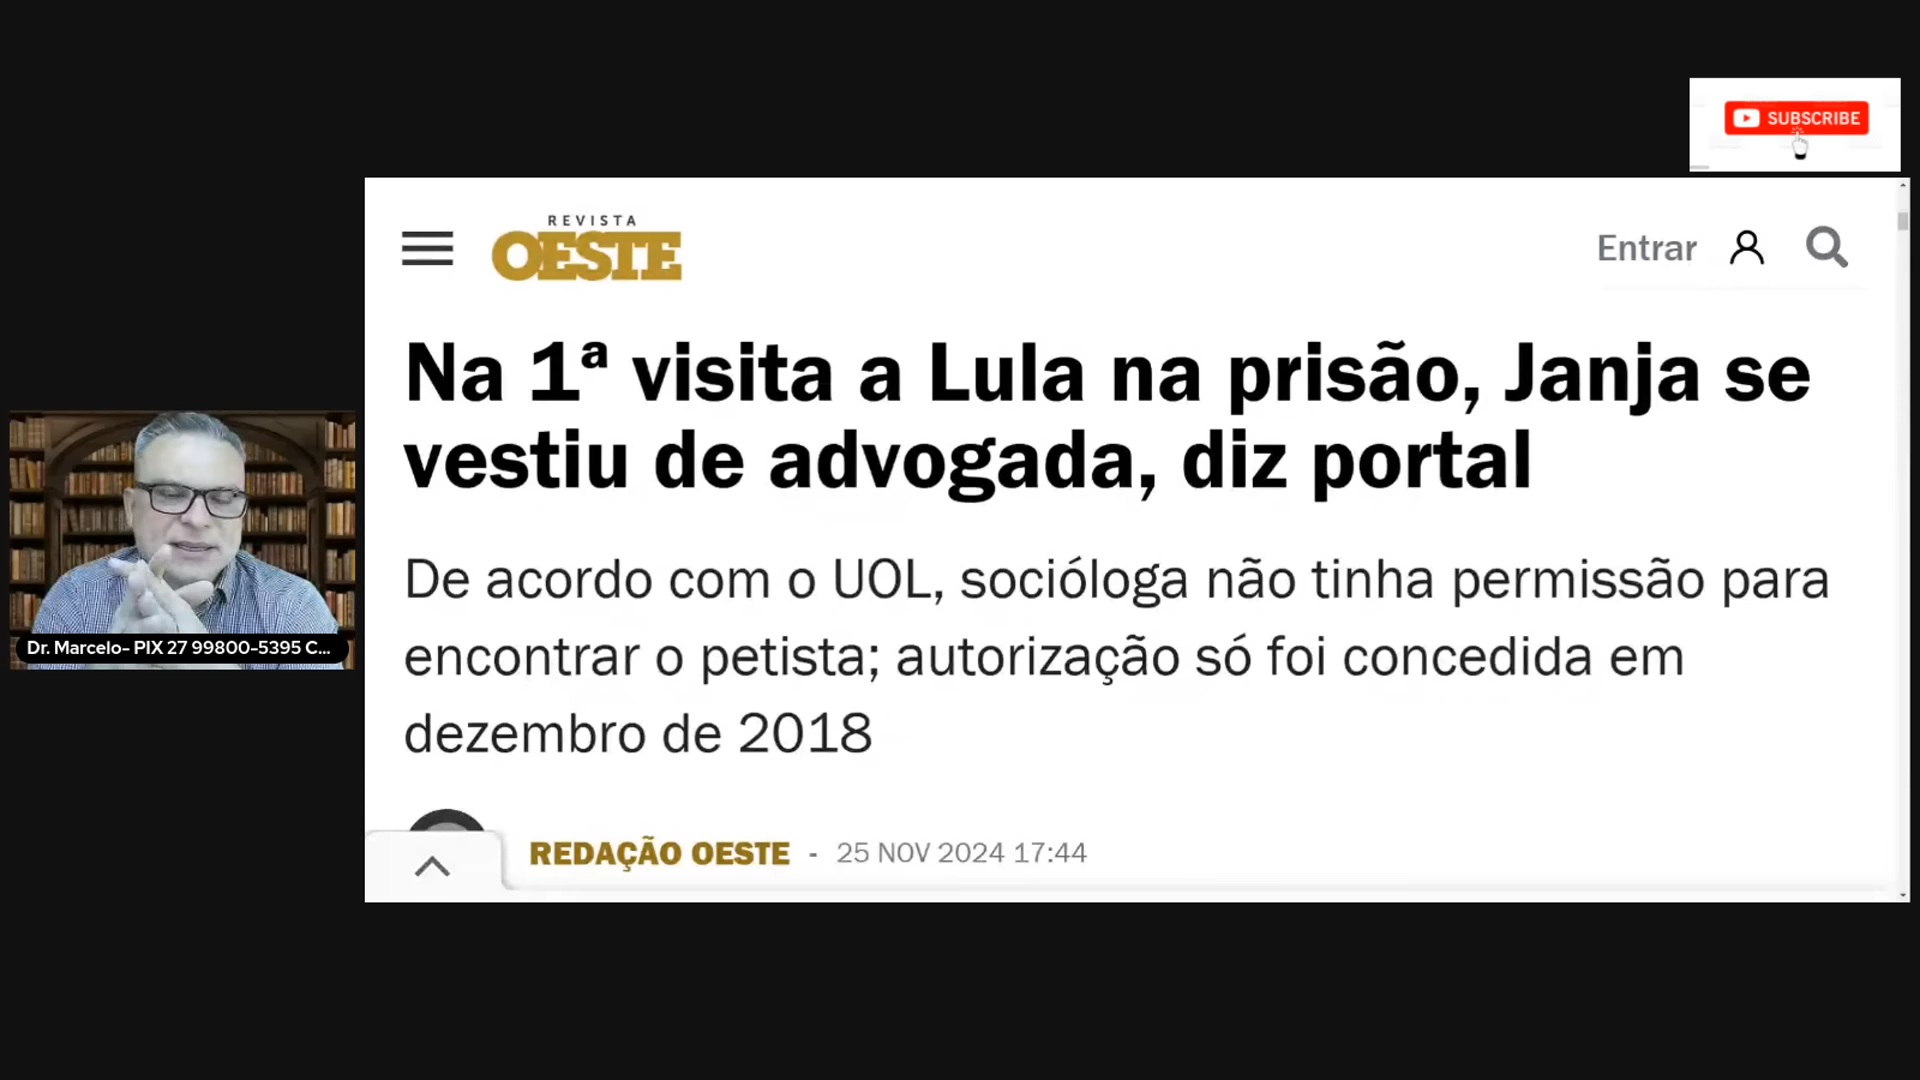 SUBSCRIBE
REVISTA
OESTE
Entrar
Na 1ª visita a Lula na prisão, Janja se
vestiu de advogada, diz portal
De acordo com o UOL, socióloga não tinha permissão para
encontrar o petista; autorização só foi concedida em
dezembro de 2018
REDAÇÃO OESTE - 25 NOV 2024 17:44
Dr. Marcelo- PIX 27 99800-5395 C...